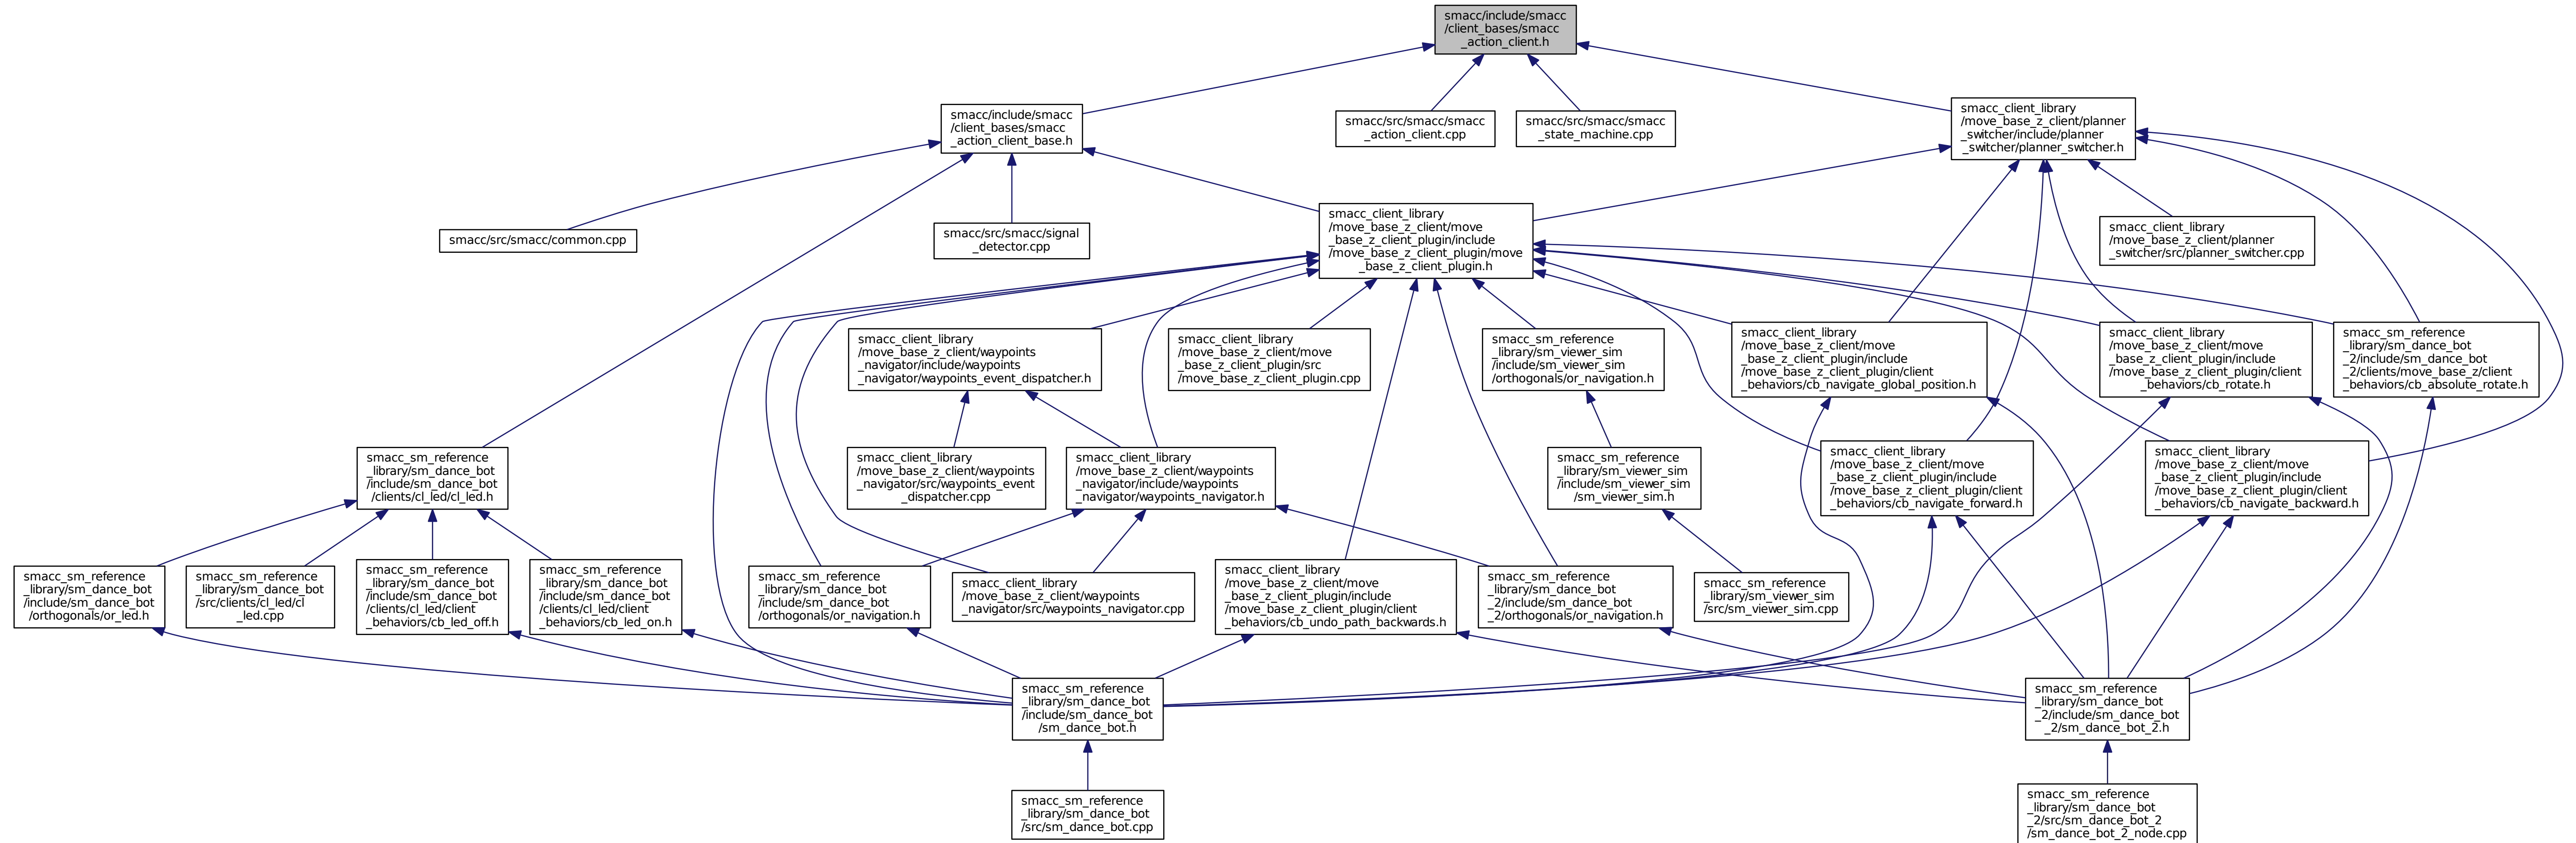 smacc/include/smacc
/client_bases/smacc
_action_client.h
smacc/include/smacc
/client_bases/smacc
_action_client_base.h
smacc/src/smacc/smacc
_action_client.cpp
smacc/src/smacc/smacc
_state_machine.cpp
smacc_client_library
/move_base_z_client/planner
_switcher/include/planner
_switcher/planner_switcher.h
smacc/src/smacc/common.cpp
smacc/src/smacc/signal
_detector.cpp
smacc_client_library
/move_base_z_client/move
_base_z_client_plugin/include
/move_base_z_client_plugin/move
_base_z_client_plugin.h
smacc_client_library
/move_base_z_client/planner
_switcher/src/planner_switcher.cpp
smacc_client_library
/move_base_z_client/waypoints
_navigator/include/waypoints
_navigator/waypoints_event_dispatcher.h
smacc_client_library
/move_base_z_client/move
_base_z_client_plugin/src
/move_base_z_client_plugin.cpp
smacc_sm_reference
_library/sm_viewer_sim
/include/sm_viewer_sim
/orthogonals/or_navigation.h
smacc_client_library
/move_base_z_client/move
_base_z_client_plugin/include
/move_base_z_client_plugin/client
_behaviors/cb_navigate_global_position.h
smacc_client_library
/move_base_z_client/move
_base_z_client_plugin/include
/move_base_z_client_plugin/client
_behaviors/cb_rotate.h
smacc_sm_reference
_library/sm_dance_bot
_2/include/sm_dance_bot
_2/clients/move_base_z/client
_behaviors/cb_absolute_rotate.h
smacc_sm_reference
_library/sm_dance_bot
/include/sm_dance_bot
/clients/cl_led/cl_led.h
smacc_client_library
/move_base_z_client/waypoints
_navigator/src/waypoints_event
_dispatcher.cpp
smacc_client_library
/move_base_z_client/waypoints
_navigator/include/waypoints
_navigator/waypoints_navigator.h
smacc_sm_reference
_library/sm_viewer_sim
/include/sm_viewer_sim
/sm_viewer_sim.h
smacc_client_library
/move_base_z_client/move
_base_z_client_plugin/include
/move_base_z_client_plugin/client
_behaviors/cb_navigate_forward.h
smacc_client_library
/move_base_z_client/move
_base_z_client_plugin/include
/move_base_z_client_plugin/client
_behaviors/cb_navigate_backward.h
smacc_sm_reference
_library/sm_dance_bot
/include/sm_dance_bot
/orthogonals/or_led.h
smacc_sm_reference
_library/sm_dance_bot
/src/clients/cl_led/cl
_led.cpp
smacc_sm_reference
_library/sm_dance_bot
/include/sm_dance_bot
/clients/cl_led/client
_behaviors/cb_led_off.h
smacc_sm_reference
_library/sm_dance_bot
/include/sm_dance_bot
/clients/cl_led/client
_behaviors/cb_led_on.h
smacc_sm_reference
_library/sm_dance_bot
/include/sm_dance_bot
/orthogonals/or_navigation.h
smacc_client_library
/move_base_z_client/waypoints
_navigator/src/waypoints_navigator.cpp
smacc_client_library
/move_base_z_client/move
_base_z_client_plugin/include
/move_base_z_client_plugin/client
_behaviors/cb_undo_path_backwards.h
smacc_sm_reference
_library/sm_dance_bot
_2/include/sm_dance_bot
_2/orthogonals/or_navigation.h
smacc_sm_reference
_library/sm_viewer_sim
/src/sm_viewer_sim.cpp
smacc_sm_reference
_library/sm_dance_bot
/include/sm_dance_bot
/sm_dance_bot.h
smacc_sm_reference
_library/sm_dance_bot
_2/include/sm_dance_bot
_2/sm_dance_bot_2.h
smacc_sm_reference
_library/sm_dance_bot
/src/sm_dance_bot.cpp
smacc_sm_reference
_library/sm_dance_bot
_2/src/sm_dance_bot_2
/sm_dance_bot_2_node.cpp